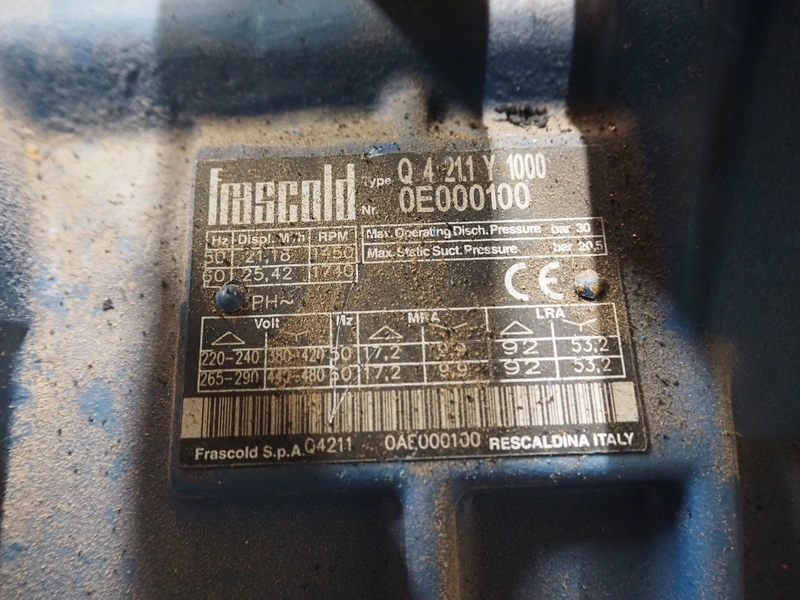 Frascold
Type Q 4 21.1 Y 1000
Nr. 0E000100
Hz Displ. M³/h RPM
50 21,18 1450
60 25,42 1740
Max. Operating Disch. Pressure bar 30
Max. Static Suct. Pressure bar 20,5
CE
PH~
Volt Hz MRA LRA
220-240 380-420 50 17,2 9,9 92 53,2
265-290 60 17,2 9,9 92 53,2
Frascold S.p.A. Q4211 0AE000100 RESCALDINA ITALY